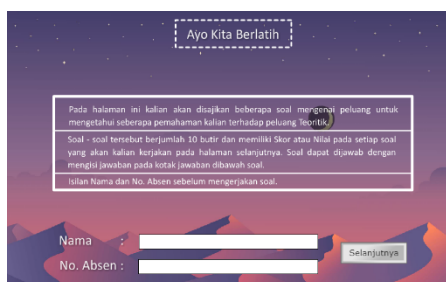 Ayo Kita Berlatih
Pada halaman ini kalian akan disajikan beberapa soal mengenai peluang untuk
mengetahui seberapa pemahaman kalian terhadap peluang Teoritik.
Soal - soal tersebut berjumlah 10 butir dan memiliki Skor atau Nilai pada setiap soal
yang akan kalian kerjakan pada halaman selanjutnya. Soal dapat dijawab dengan
mengisi jawaban pada kotak jawaban dibawah soal.
Isilan Nama dan No. Absen sebelum mengerjakan soal.
Nama :
No. Absen :
Selanjutnya